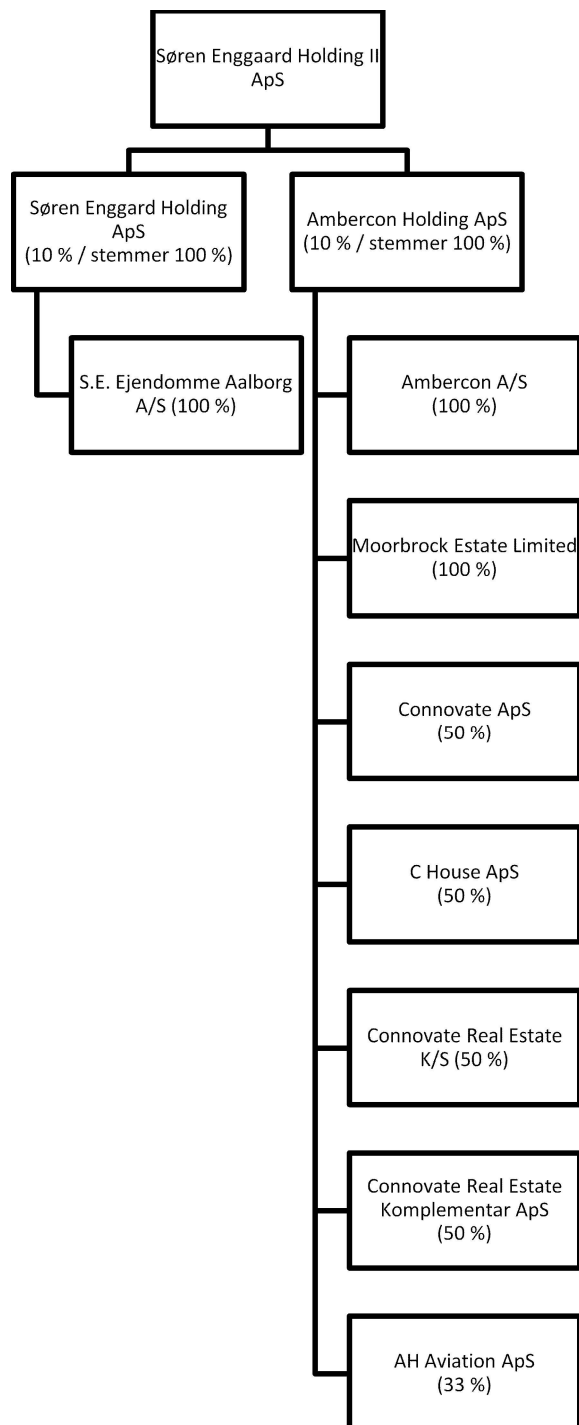 Søren Enggaard Holding II
ApS
Søren Enggard Holding
ApS
(10 % / stemmer 100 %)
Ambercon Holding ApS
(10 % / stemmer 100 %)
S.E. Ejendomme Aalborg
A/S (100 %)
Ambercon A/S
(100 %)
Moorbrock Estate Limited
(100 %)
Connovate ApS
(50 %)
C House ApS
(50 %)
Connovate Real Estate
K/S (50 %)
Connovate Real Estate
Komplementar ApS
(50 %)
AH Aviation ApS
(33 %)